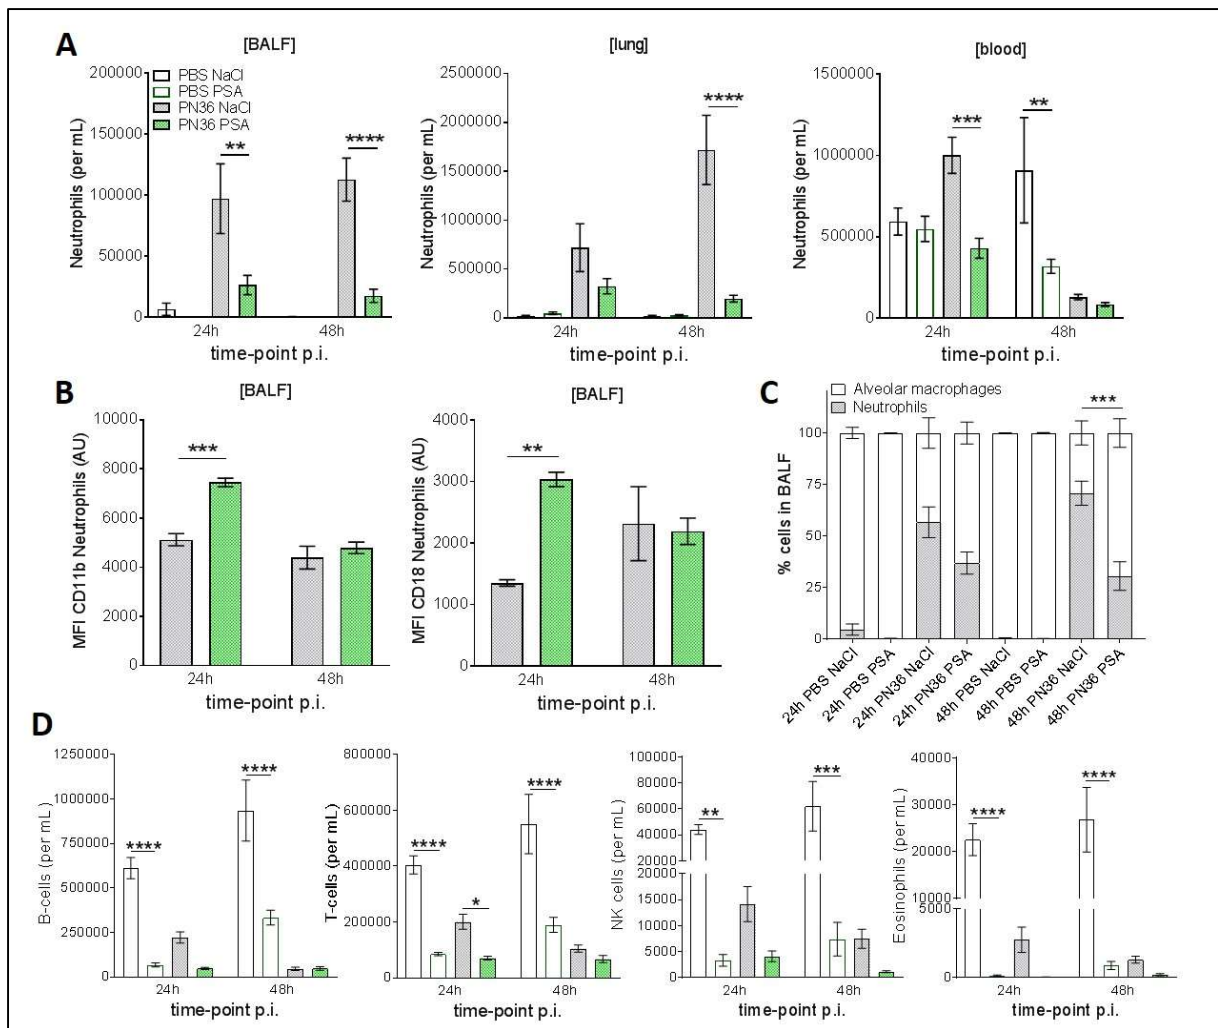 A
[BALF]
Neutrophils (per mL)
200000
150000
100000
50000
0
PBS NaCl
PBS PSA
PN36 NaCl
PN36 PSA
**
****
24h
48h
time-point p.i.
[lung]
Neutrophils (per mL)
2500000
2000000
1500000
1000000
500000
0
****
24h
48h
time-point p.i.
[blood]
Neutrophils (per mL)
1500000
1000000
500000
0
***
**
24h
48h
time-point p.i.
B
[BALF]
MFI CD11b Neutrophils (AU)
10000
8000
6000
4000
2000
0
***
24h
48h
time-point p.i.
[BALF]
MFI CD18 Neutrophils (AU)
4000
3000
2000
1000
0
**
24h
48h
time-point p.i.
C
Alveolar macrophages
Neutrophils
***
% cells in BALF
100
75
50
25
0
24h PBS NaCl
24h PBS PSA
24h PN36 NaCl
24h PN36 PSA
48h PBS NaCl
48h PBS PSA
48h PN36 NaCl
48h PN36 PSA
D
B-cells (per mL)
1250000
1000000
750000
500000
250000
0
****
****
24h
48h
time-point p.i.
T-cells (per mL)
800000
600000
400000
200000
0
****
*
****
24h
48h
time-point p.i.
NK cells (per mL)
100000
80000
60000
40000
20000
20000
15000
10000
5000
0
**
***
24h
48h
time-point p.i.
Eosinophils (per mL)
40000
30000
20000
10000
5000
0
****
****
24h
48h
time-point p.i.